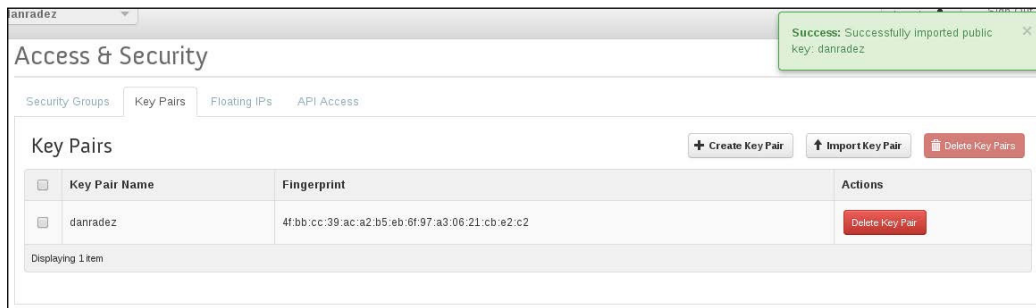 danradez
Success: Successfully imported public
key: danradez
Access & Security
Security Groups Key Pairs Floating IPs API Access
Key Pairs
Create Key Pair Import Key Pair Delete Key Pairs
Key Pair Name Fingerprint Actions
danradez 4f:bb:cc:39:ac:a2:b5:eb:6f:97:a3:06:21:cb:e2:c2 Delete Key Pair
Displaying 1 item